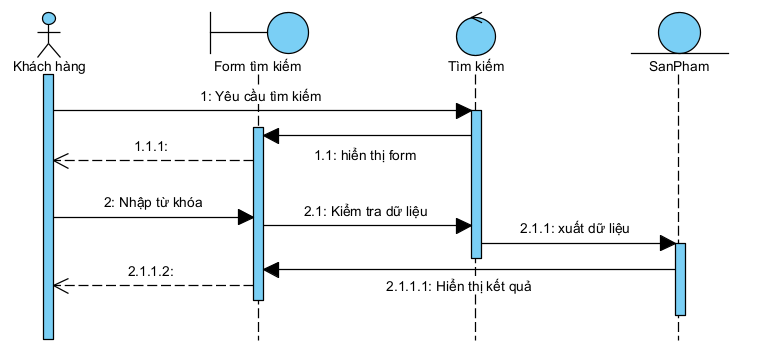 Khách hàng
Form tìm kiếm
Tìm kiếm
SanPham
1: Yêu cầu tìm kiếm
1.1: hiển thị form
1.1.1:
2: Nhập từ khóa
2.1: Kiểm tra dữ liệu
2.1.1: xuất dữ liệu
2.1.1.2:
2.1.1.1: Hiển thị kết quả